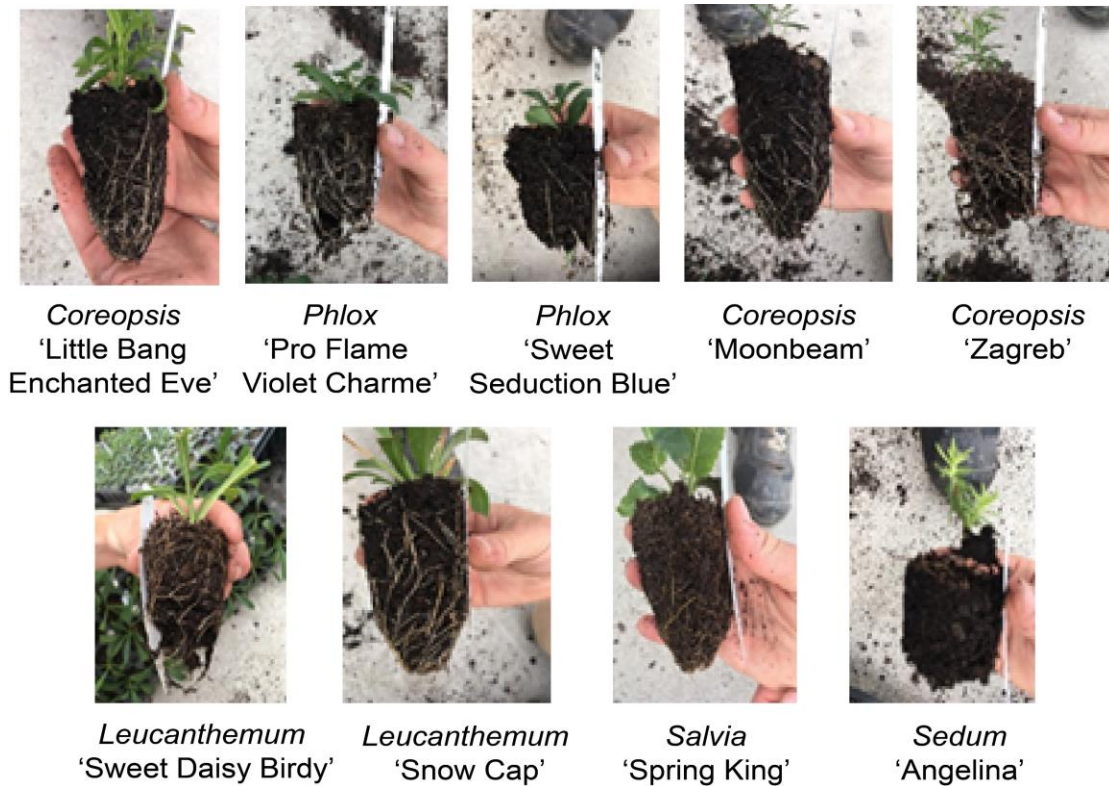 Coreopsis
‘Little Bang
Enchanted Eve’
Phlox
‘Pro Flame
Violet Charme’
Phlox
‘Sweet
Seduction Blue’
Coreopsis
‘Moonbeam’
Coreopsis
‘Zagreb’
Leucanthemum
‘Sweet Daisy Birdy’
Leucanthemum
‘Snow Cap’
Salvia
‘Spring King’
Sedum
‘Angelina’